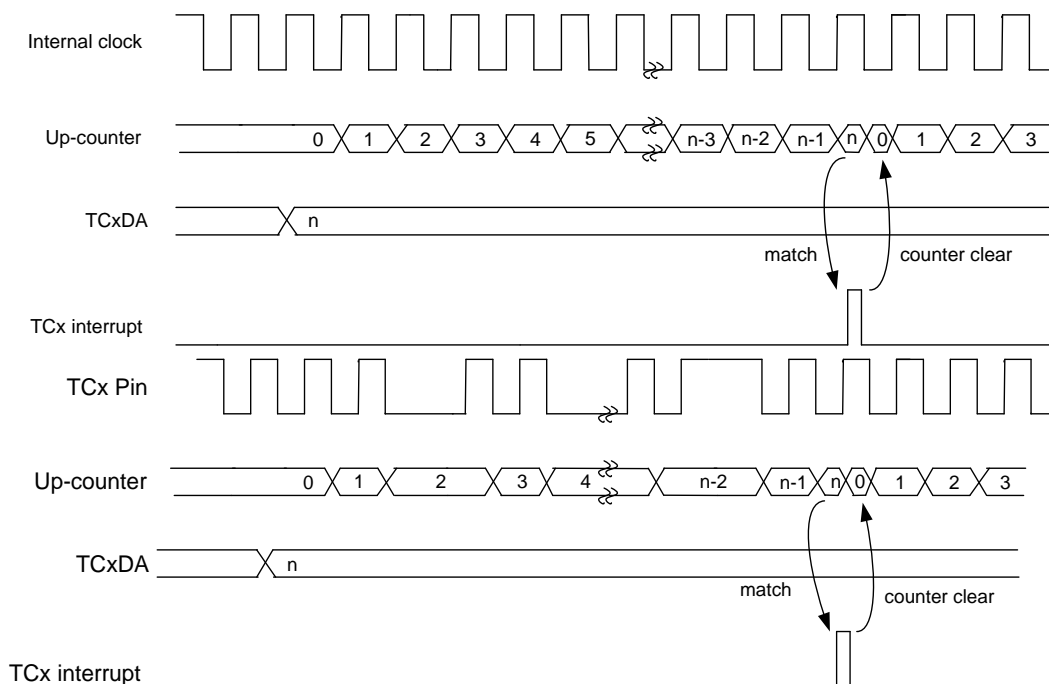 Internal clock
Up-counter 0 1 2 3 4 5 n-3 n-2 n-1 n 0 1 2 3
TCxDA n
match counter clear
TCx interrupt
TCx Pin
Up-counter 0 1 2 3 4 n-2 n-1 n 0 1 2 3
TCxDA n
match counter clear
TCx interrupt